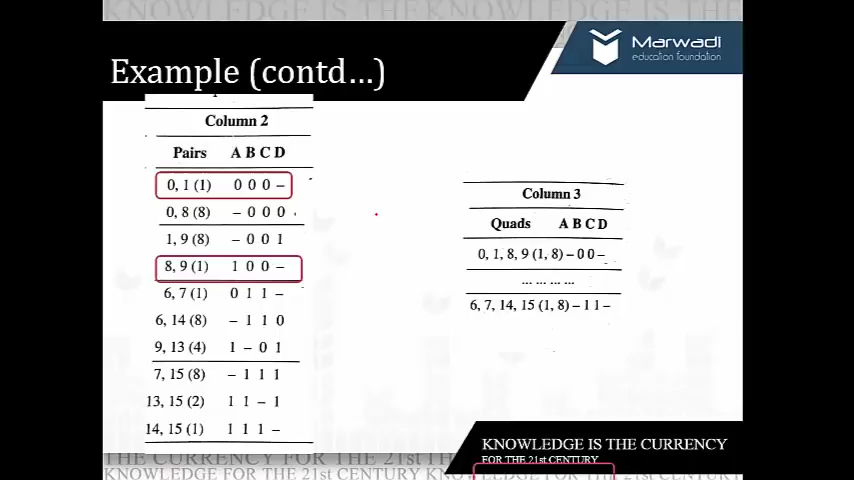 KNOWLEDGE IS THE KNOWLEDGE IS THE
Marwadi
education foundation
Example (contd...)
Column 2
Pairs A B C D
0, 1 (1) 0 0 0 –
0, 8 (8) – 0 0 0
1, 9 (8) – 0 0 1
8, 9 (1) 1 0 0 –
6, 7 (1) 0 1 1 –
6, 14 (8) – 1 1 0
9, 13 (4) 1 – 0 1
7, 15 (8) – 1 1 1
13, 15 (2) 1 1 – 1
14, 15 (1) 1 1 1 –
Column 3
Quads A B C D
0, 1, 8, 9 (1, 8) – 0 0 –
... ... ... ...
6, 7, 14, 15 (1, 8) – 1 1 –
KNOWLEDGE IS THE CURRENCY
FOR THE 21st CENTURY
THE CURRENCY FOR THE 21st CENTURY
KNOWLEDGE FOR THE 21st CENTURY